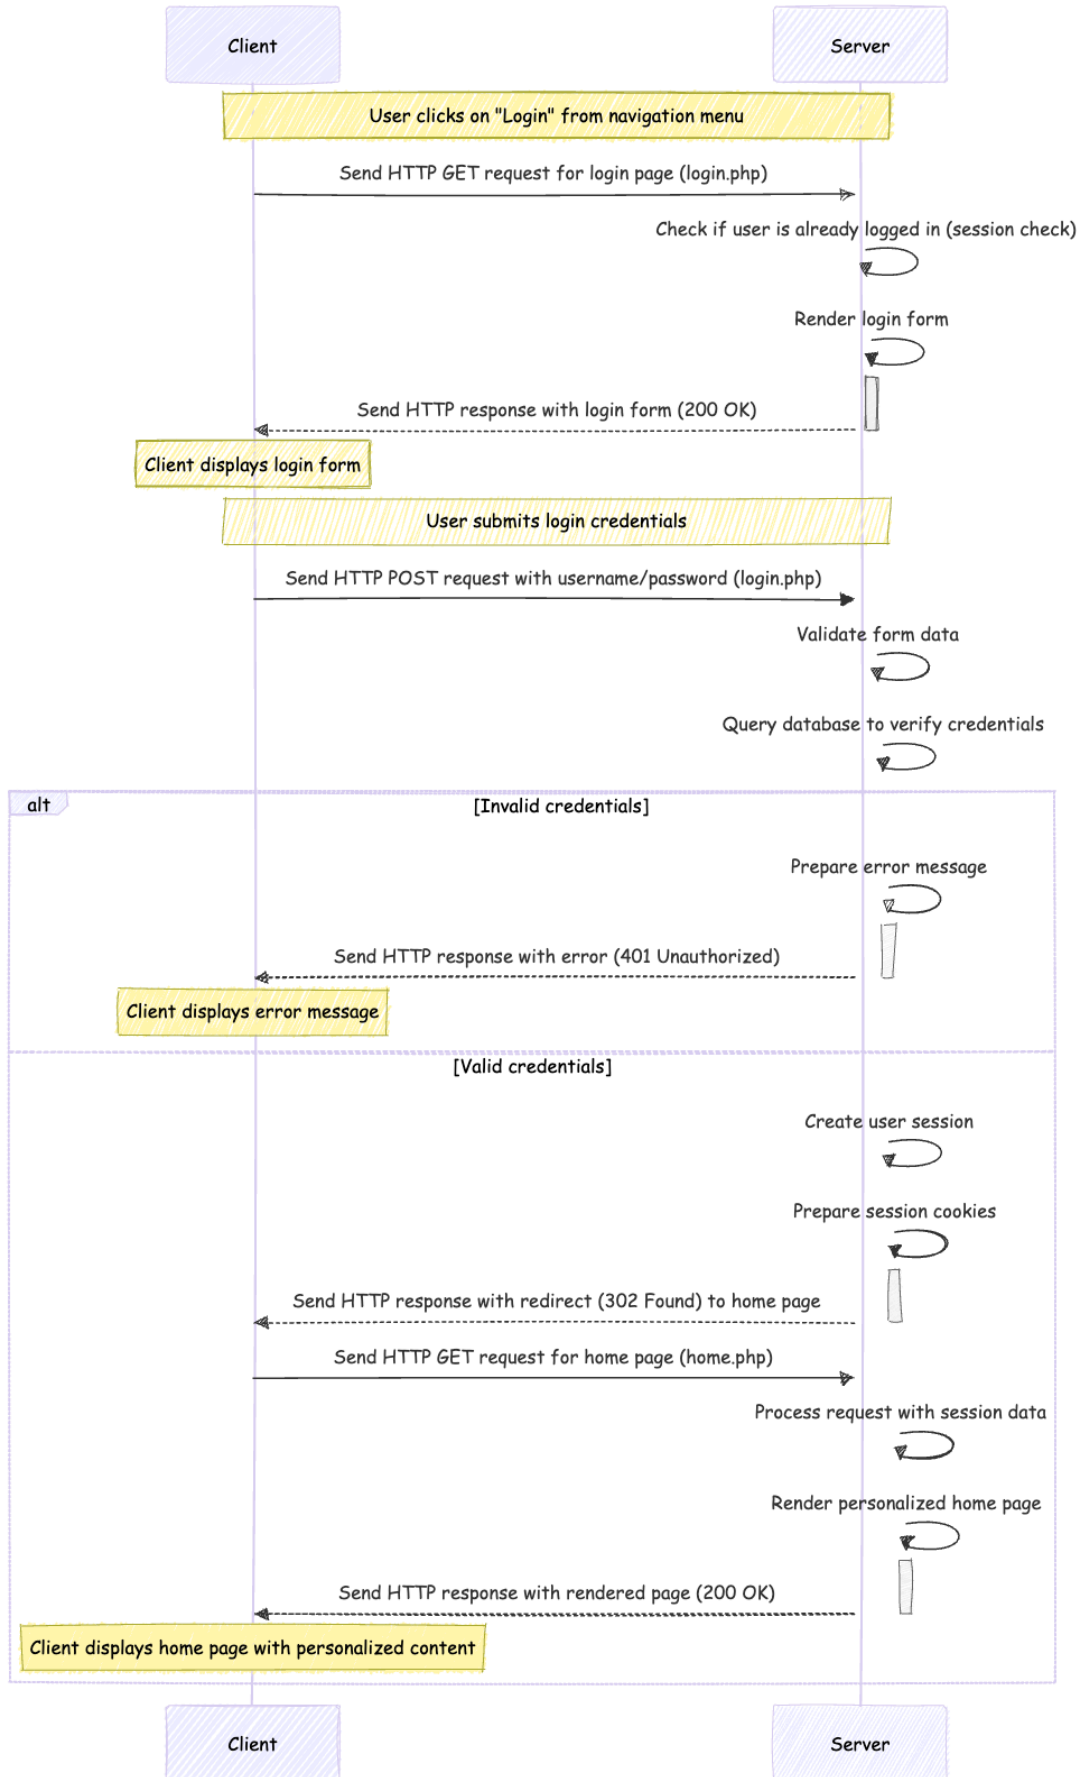 Client
Server
User clicks on "Login" from navigation menu
Send HTTP GET request for login page (login.php)
Check if user is already logged in (session check)
Render login form
Send HTTP response with login form (200 OK)
Client displays login form
User submits login credentials
Send HTTP POST request with username/password (login.php)
Validate form data
Query database to verify credentials
alt
[Invalid credentials]
Prepare error message
Send HTTP response with error (401 Unauthorized)
Client displays error message
[Valid credentials]
Create user session
Prepare session cookies
Send HTTP response with redirect (302 Found) to home page
Send HTTP GET request for home page (home.php)
Process request with session data
Render personalized home page
Send HTTP response with rendered page (200 OK)
Client displays home page with personalized content
Client
Server